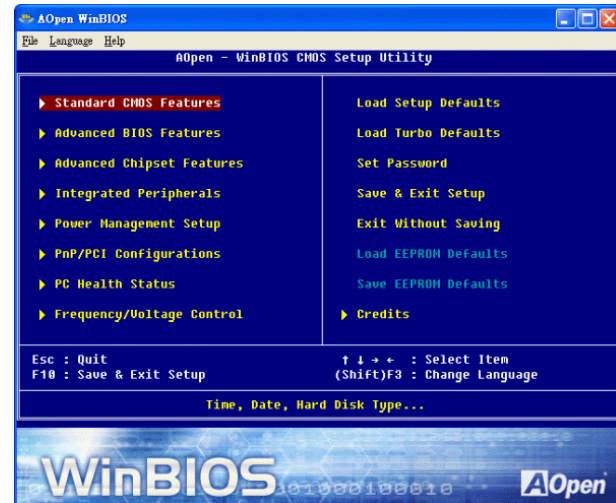 AOpen WinBIOS
File Language Help
AOpen - WinBIOS CMOS Setup Utility
Standard CMOS Features
Advanced BIOS Features
Advanced Chipset Features
Integrated Peripherals
Power Management Setup
PnP/PCI Configurations
PC Health Status
Frequency/Voltage Control
Load Setup Defaults
Load Turbo Defaults
Set Password
Save & Exit Setup
Exit Without Saving
Load EEPROM Defaults
Save EEPROM Defaults
Credits
Esc : Quit
F10 : Save & Exit Setup
↑ ↓ → ← : Select Item
(Shift)F3 : Change Language
Time, Date, Hard Disk Type...
WinBIOS
AOpen